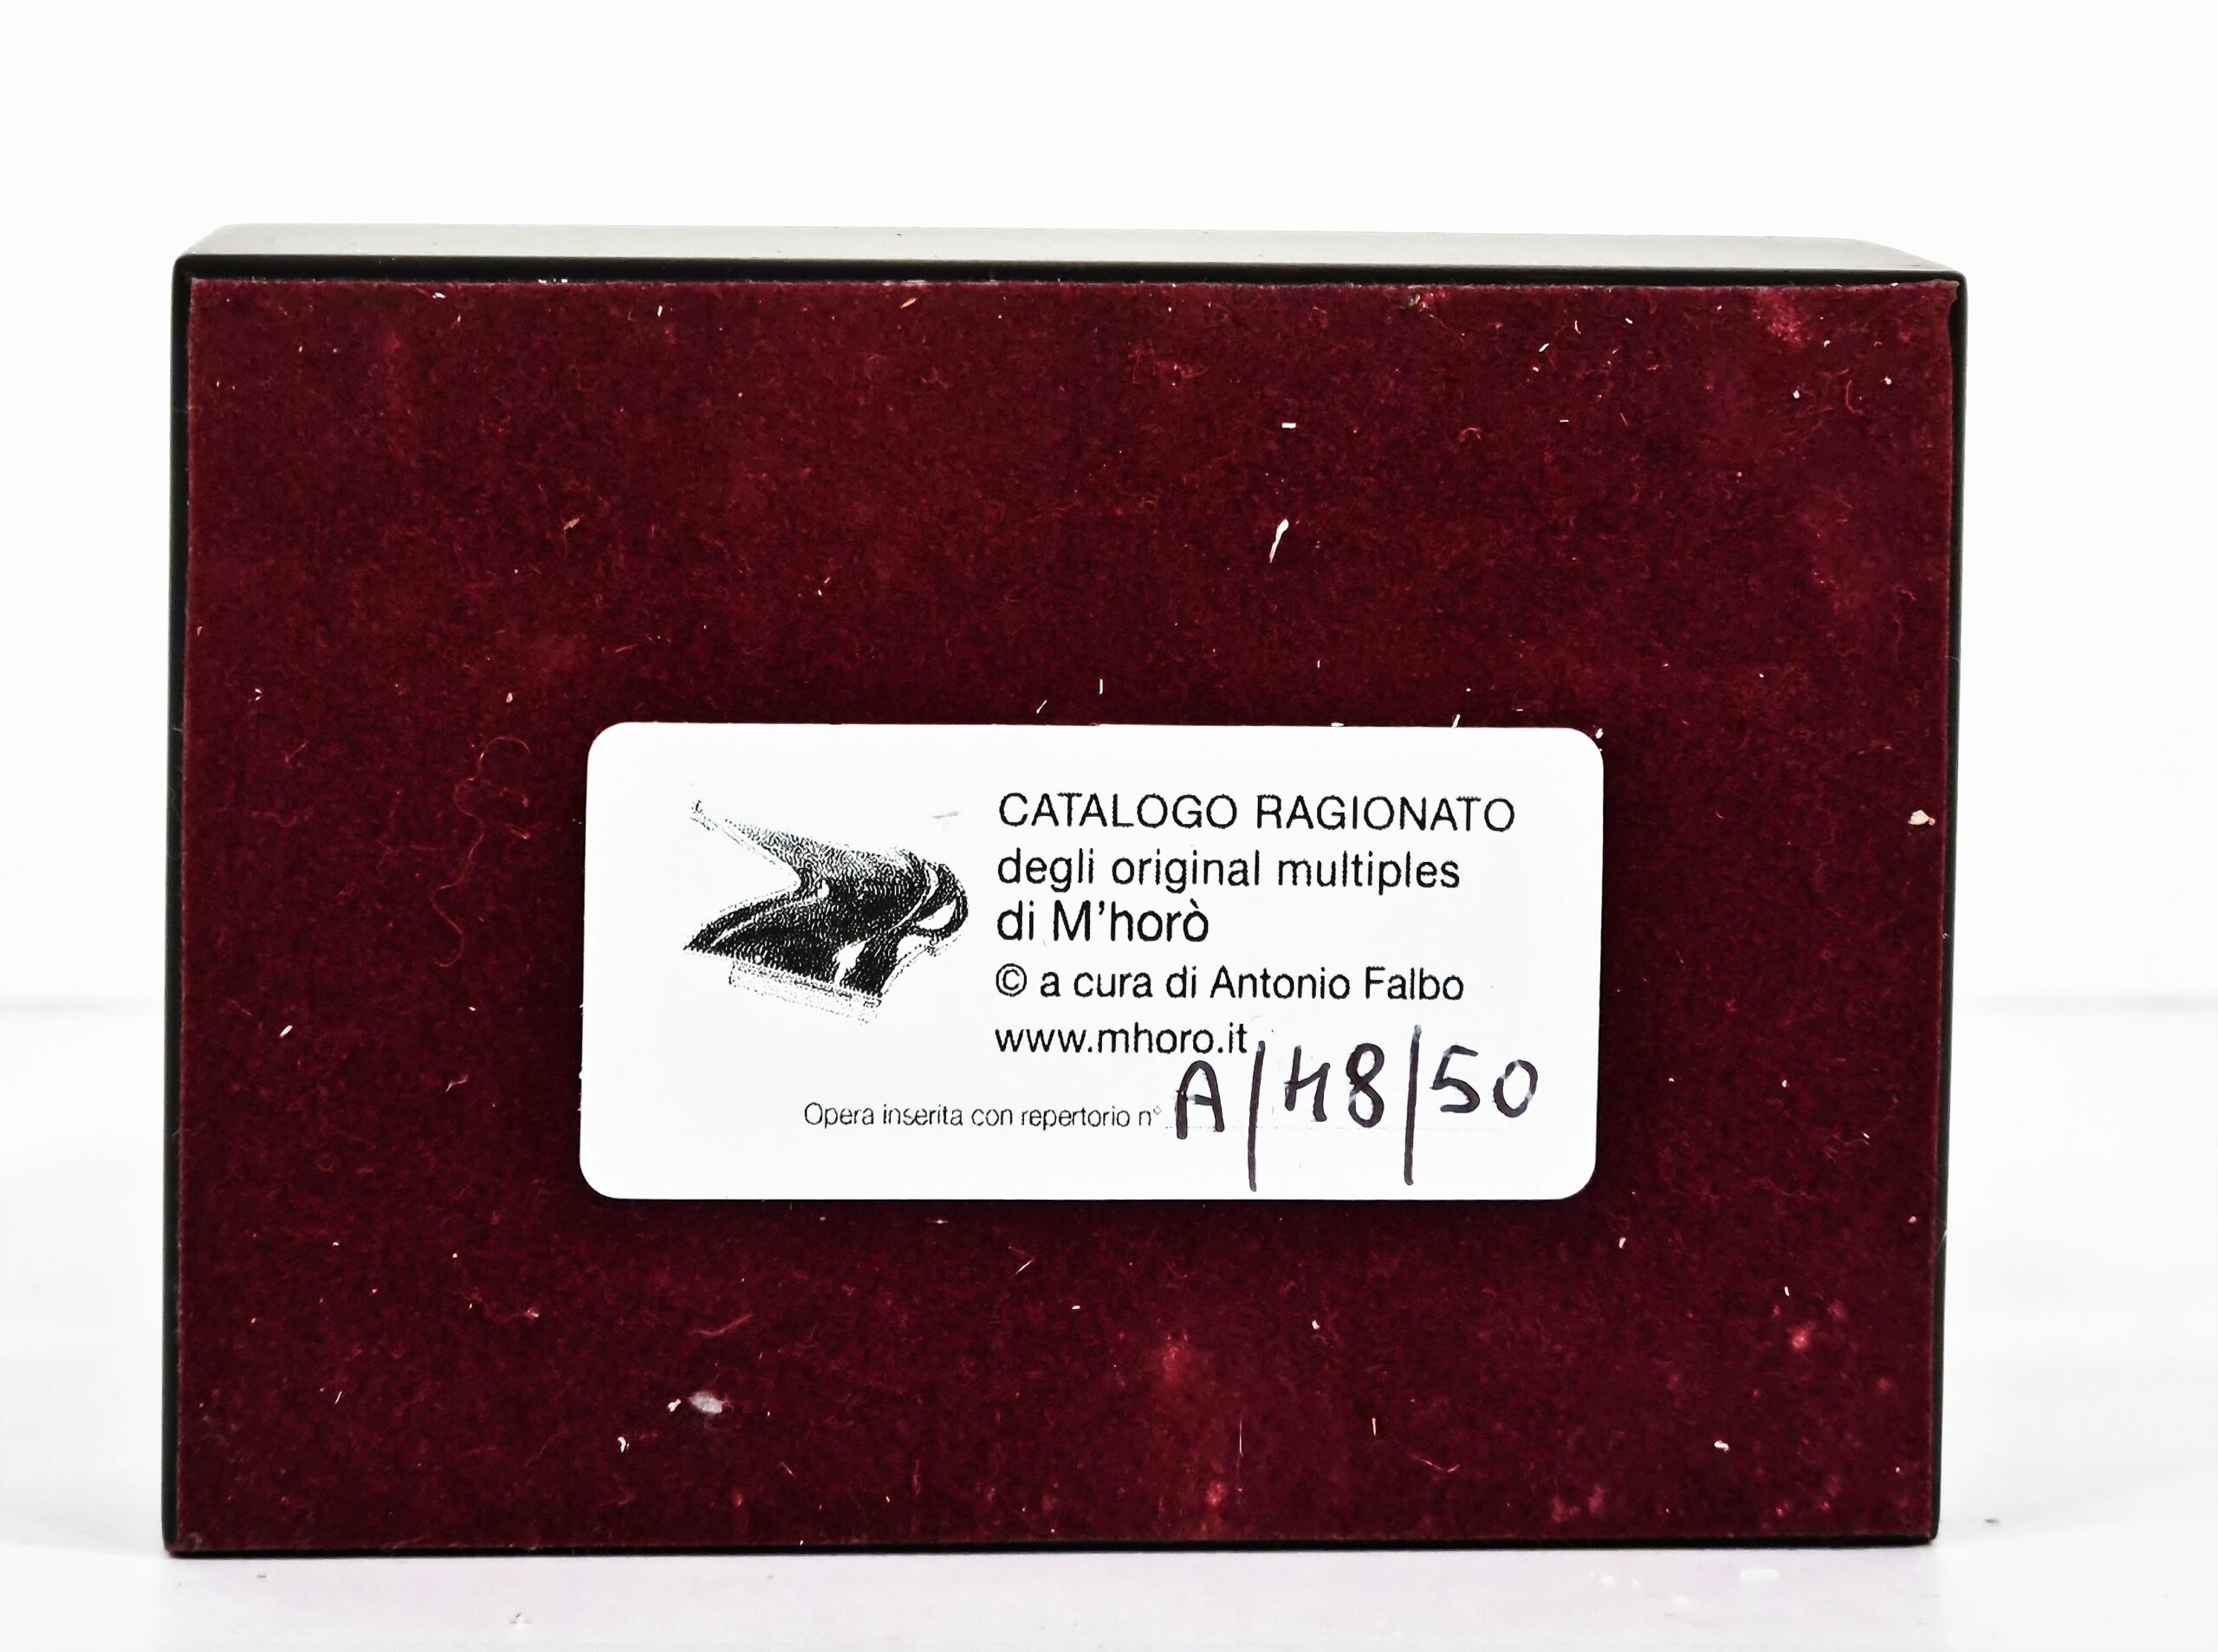 CATALOGO RAGIONATO
degli original multiples
di M'horò
© a cura di Antonio Falbo
www.mhoro.it
Opera inserita con repertorio n° A/48/50